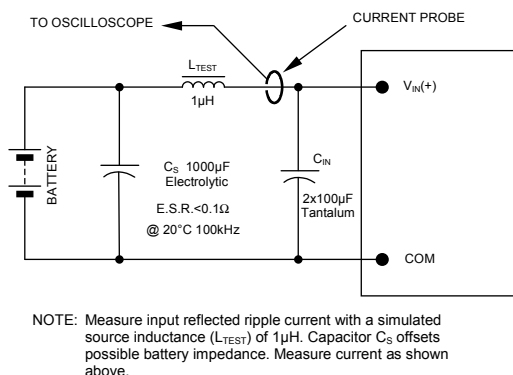 TO OSCILLOSCOPE
CURRENT PROBE
LTEST
1µH
VIN(+)
BATTERY
CS 1000µF
Electrolytic
E.S.R.<0.1Ω
@ 20°C 100kHz
CIN
2x100µF
Tantalum
COM
NOTE: Measure input reflected ripple current with a simulated
source inductance (LTEST) of 1µH. Capacitor CS offsets
possible battery impedance. Measure current as shown
above.